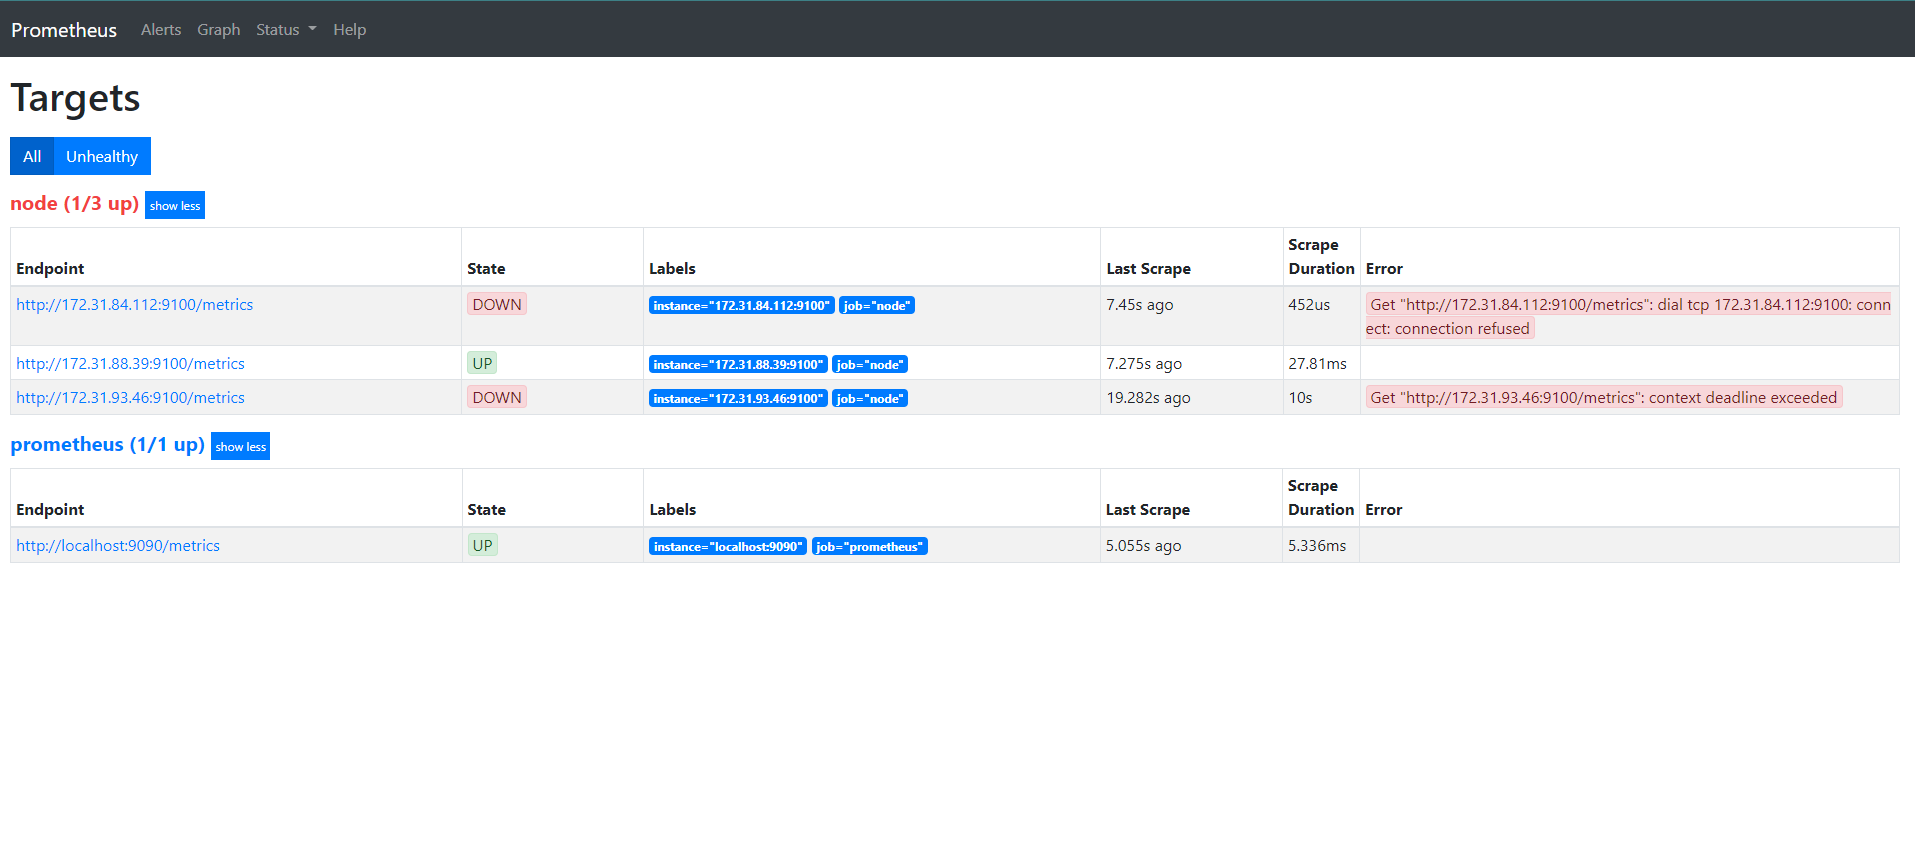 Prometheus Alerts Graph Status Help
Targets
All Unhealthy
node (1/3 up) show less
Endpoint State Labels Last Scrape Scrape Duration Error
http://172.31.84.112:9100/metrics DOWN instance="172.31.84.112:9100" job="node" 7.45s ago 452us Get "http://172.31.84.112:9100/metrics": dial tcp 172.31.84.112:9100: conn
ect: connection refused
http://172.31.88.39:9100/metrics UP instance="172.31.88.39:9100" job="node" 7.275s ago 27.81ms
http://172.31.93.46:9100/metrics DOWN instance="172.31.93.46:9100" job="node" 19.282s ago 10s Get "http://172.31.93.46:9100/metrics": context deadline exceeded
prometheus (1/1 up) show less
Endpoint State Labels Last Scrape Scrape Duration Error
http://localhost:9090/metrics UP instance="localhost:9090" job="prometheus" 5.055s ago 5.336ms